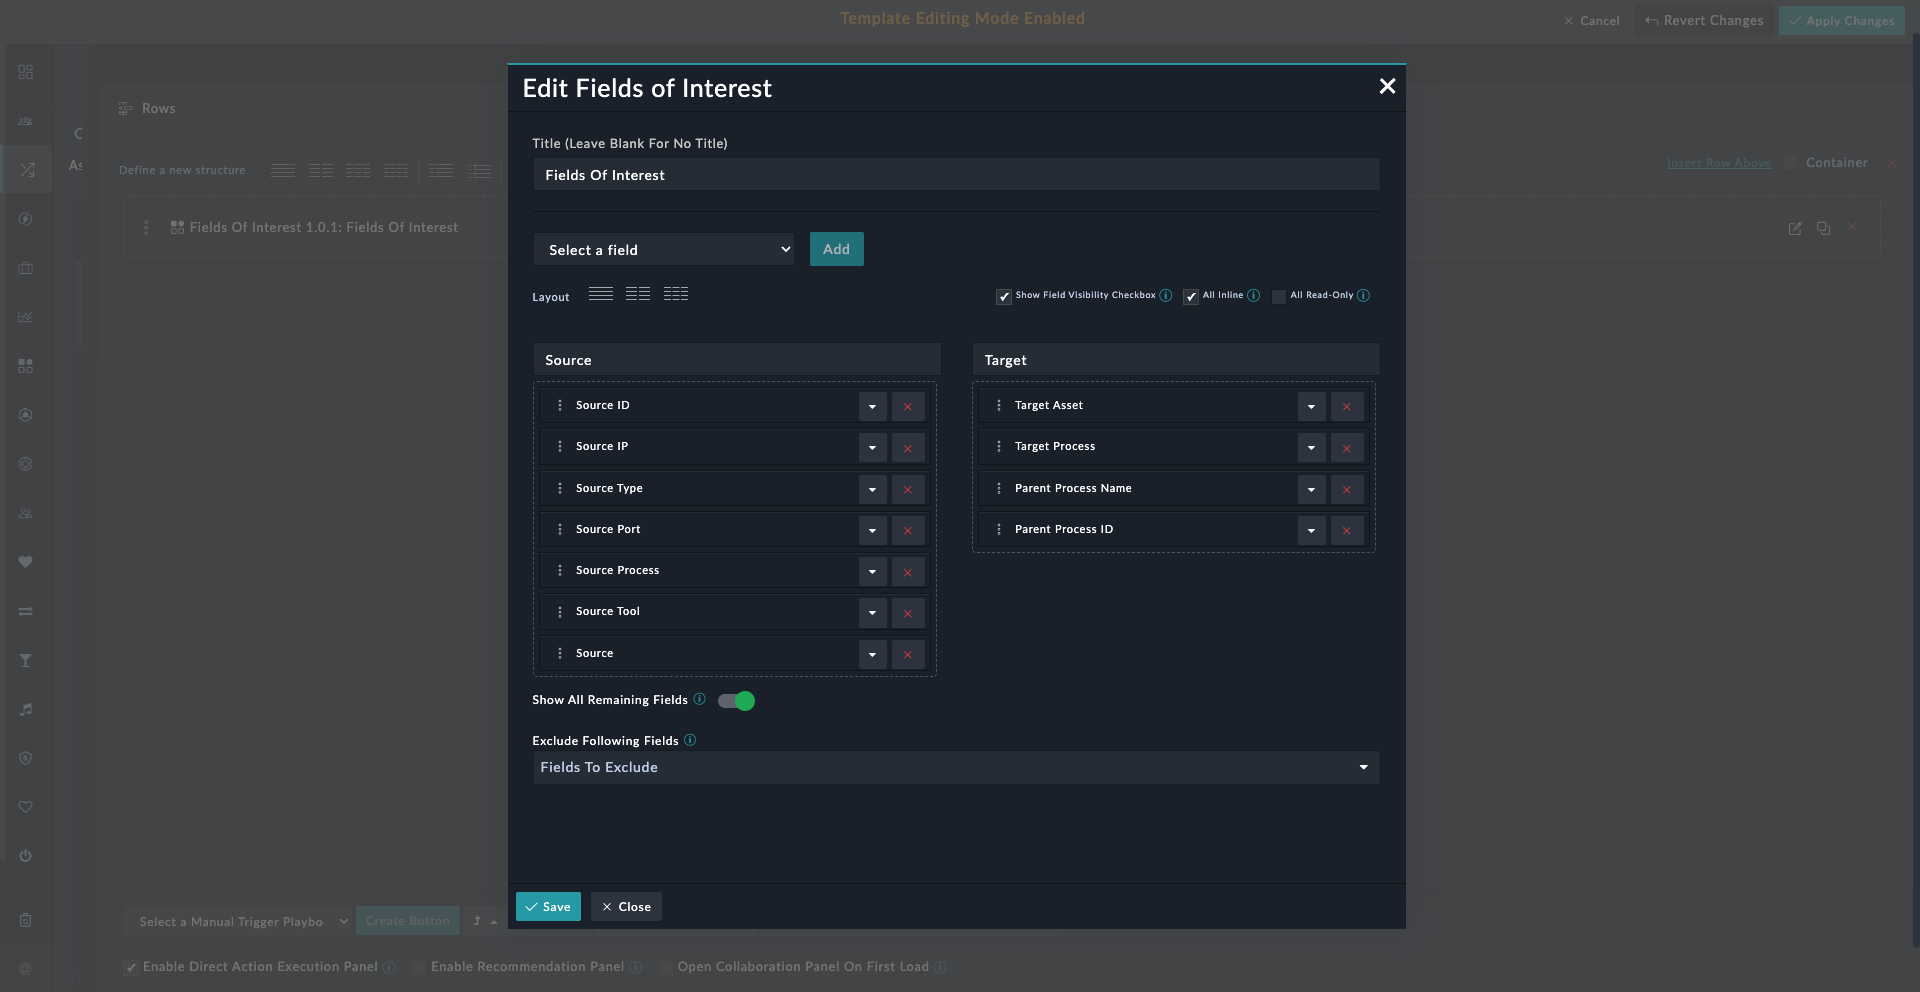 Template Editing Mode Enabled
Cancel
Revert Changes
Apply Changes
Edit Fields of Interest
Rows
Title (Leave Blank For No Title)
Define a new structure
Insert Row Above
Container
Fields Of Interest
Fields Of Interest 1.0.1: Fields Of Interest
Select a field
Add
Layout
Show Field Visibility Checkbox
All Inline
All Read-Only
Source
Target
Source ID
Target Asset
Source IP
Target Process
Source Type
Parent Process Name
Source Port
Parent Process ID
Source Process
Source Tool
Source
Show All Remaining Fields
Exclude Following Fields
Fields To Exclude
Save
Close
Select a Manual Trigger Playbo
Create Button
Enable Direct Action Execution Panel
Enable Recommendation Panel
Open Collaboration Panel On First Load